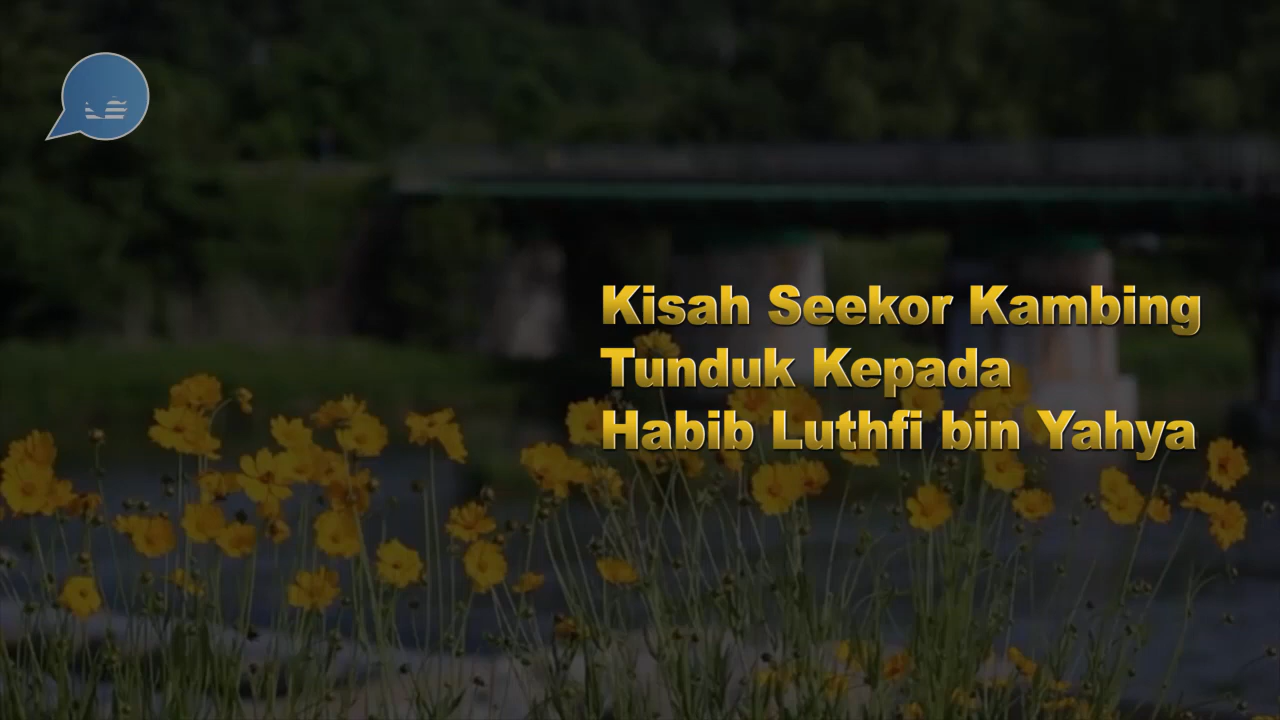 Kisah Seekor Kambing
Tunduk Kepada
Habib Luthfi bin Yahya